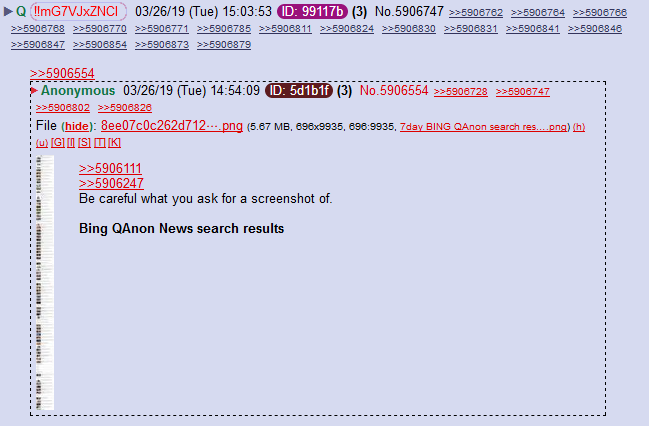 Q !!mG7VJxZNCI 03/26/19 (Tue) 15:03:53 ID: 99117b (3) No.5906747 >>5906762 >>5906764 >>5906766
>>5906768 >>5906770 >>5906771 >>5906785 >>5906811 >>5906824 >>5906830 >>5906831 >>5906841 >>5906846
>>5906847 >>5906854 >>5906873 >>5906879
>>5906554
Anonymous 03/26/19 (Tue) 14:54:09 ID: 5d1b1f (3) No.5906554 >>5906728 >>5906747
>>5906802 >>5906826
File (hide): 8ee07c0c262d712⋯.png (5.67 MB, 696x9935, 696:9935, 7day BING QAnon search res....png) (h)
(u) [G] [I] [S] [T] [K]
>>5906111
>>5906247
Be careful what you ask for a screenshot of.
Bing QAnon News search results